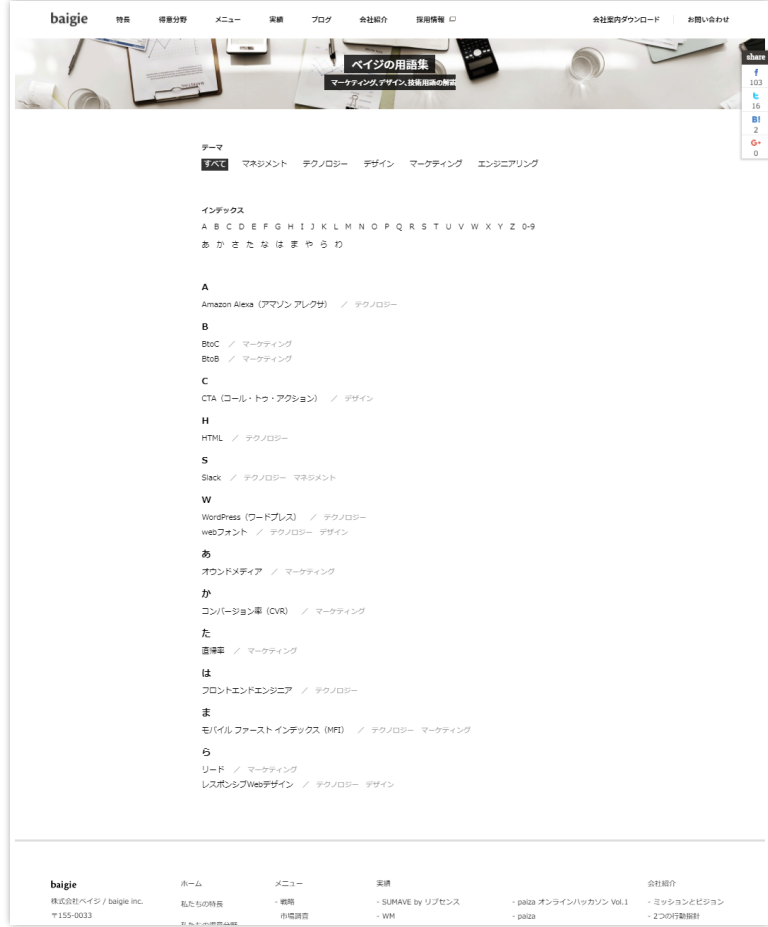 baigie 特長 得意分野 メニュー 実績 ブログ 会社紹介 採用情報 会社案内ダウンロード お問い合わせ
ベイジの用語集
マーケティング、デザイン、技術用語の解説
share
103
16
B!
2
G+
0
テーマ
すべて マネジメント テクノロジー デザイン マーケティング エンジニアリング
インデックス
A B C D E F G H I J K L M N O P Q R S T U V W X Y Z 0-9
あ か さ た な は ま や ら わ
A
Amazon Alexa（アマゾン アレクサ） ／ テクノロジー
B
BtoC ／ マーケティング
BtoB ／ マーケティング
C
CTA（コール・トゥ・アクション） ／ デザイン
H
HTML ／ テクノロジー
S
Slack ／ テクノロジー マネジメント
W
WordPress（ワードプレス） ／ テクノロジー
webフォント ／ テクノロジー デザイン
あ
オウンドメディア ／ マーケティング
か
コンバージョン率（CVR） ／ マーケティング
た
直帰率 ／ マーケティング
は
フロントエンドエンジニア ／ テクノロジー
ま
モバイル ファースト インデックス（MFI） ／ テクノロジー マーケティング
ら
リード ／ マーケティング
レスポンシブWebデザイン ／ テクノロジー デザイン
baigie ホーム メニュー 実績 会社紹介
株式会社ベイジ / baigie inc. 私たちの特長 - 戦略 - SUMAVE by リブセンス - paiza オンラインハッカソン Vol.1 - ミッションとビジョン
〒155-0033 私たちの得意分野 市場調査 - WM - paiza - 2つの行動指針